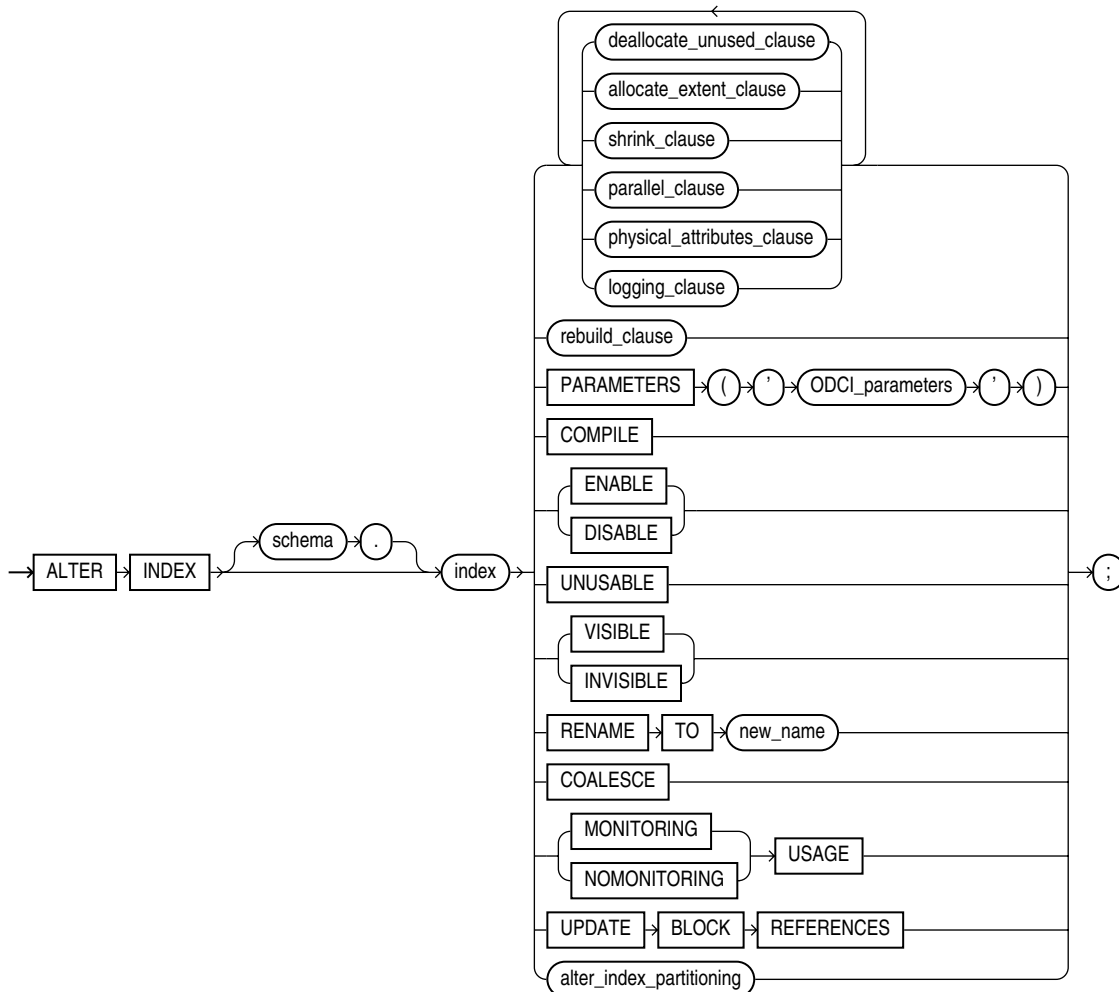 deallocate_unused_clause
allocate_extent_clause
shrink_clause
parallel_clause
physical_attributes_clause
logging_clause
rebuild_clause
PARAMETERS ( ' ODCI_parameters ' )
COMPILE
ENABLE
DISABLE
ALTER INDEX schema . index
UNUSABLE
;
VISIBLE
INVISIBLE
RENAME TO new_name
COALESCE
MONITORING
NOMONITORING
USAGE
UPDATE BLOCK REFERENCES
alter_index_partitioning